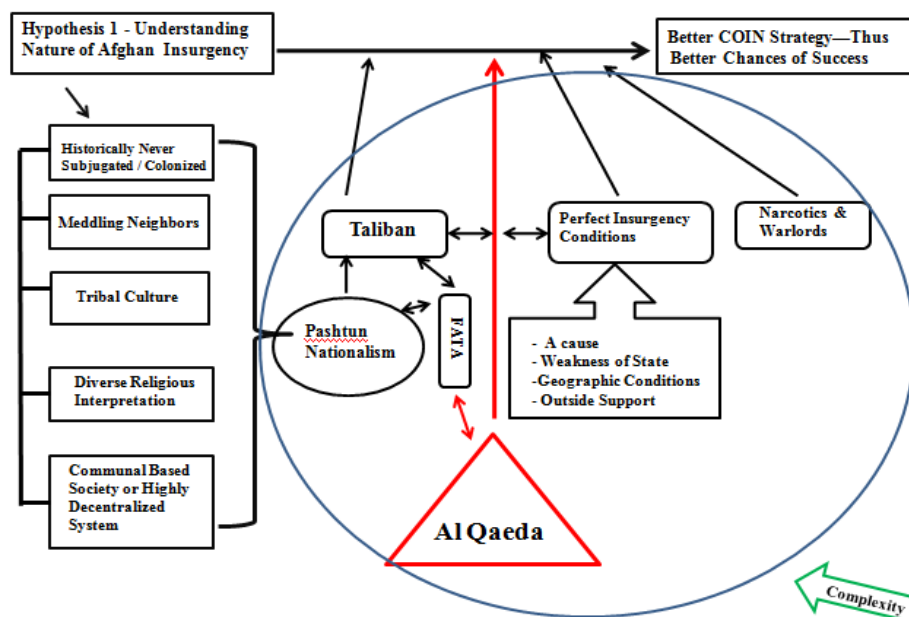 Hypothesis 1 - Understanding
Nature of Afghan Insurgency
Better COIN Strategy—Thus
Better Chances of Success
Historically Never
Subjugated / Colonized
Meddling Neighbors
Tribal Culture
Diverse Religious
Interpretation
Communal Based
Society or Highly
Decentralized
System
Taliban
Pashtun
Nationalism
FATA
Perfect Insurgency
Conditions
Narcotics &
Warlords
- A cause
- Weakness of State
-Geographic Conditions
- Outside Support
Al Qaeda
Complexity